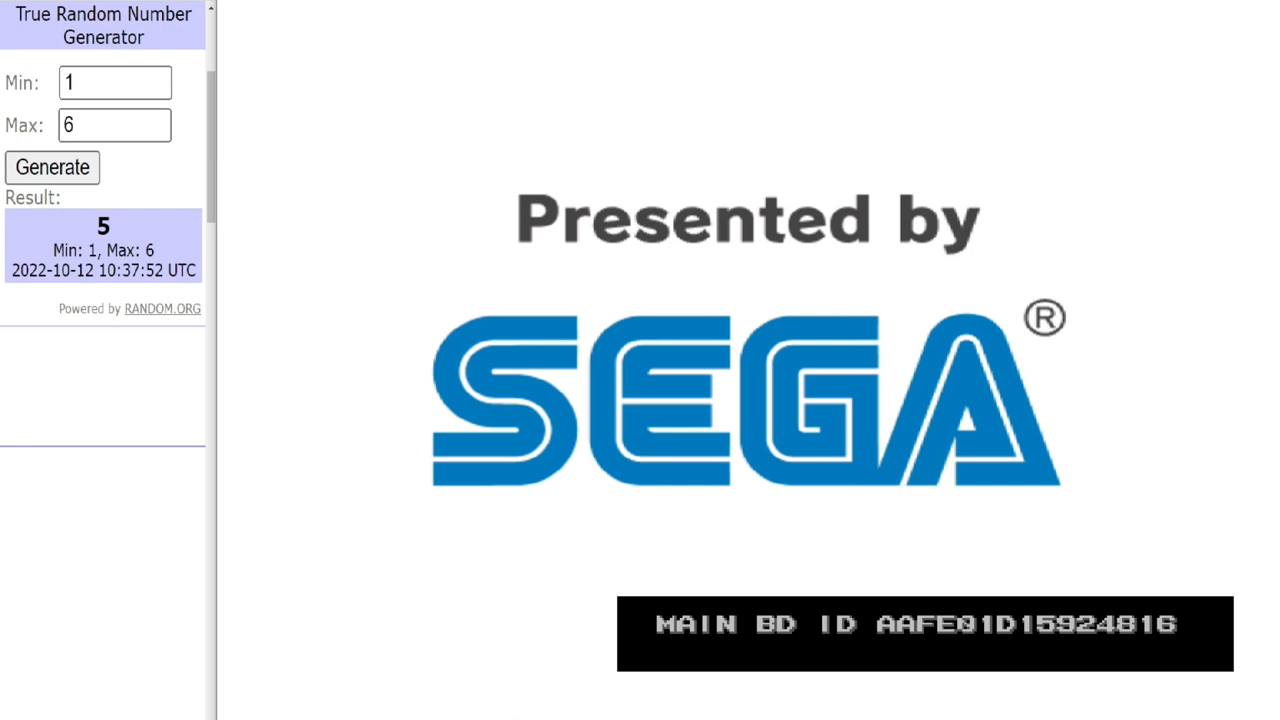 True Random Number
Generator
Min: 1
Max: 6
Generate
Result:
5
Min: 1, Max: 6
2022-10-12 10:37:52 UTC
Powered by RANDOM.ORG
Presented by
SEGA®
MAIN BD ID AAFE01D15924816